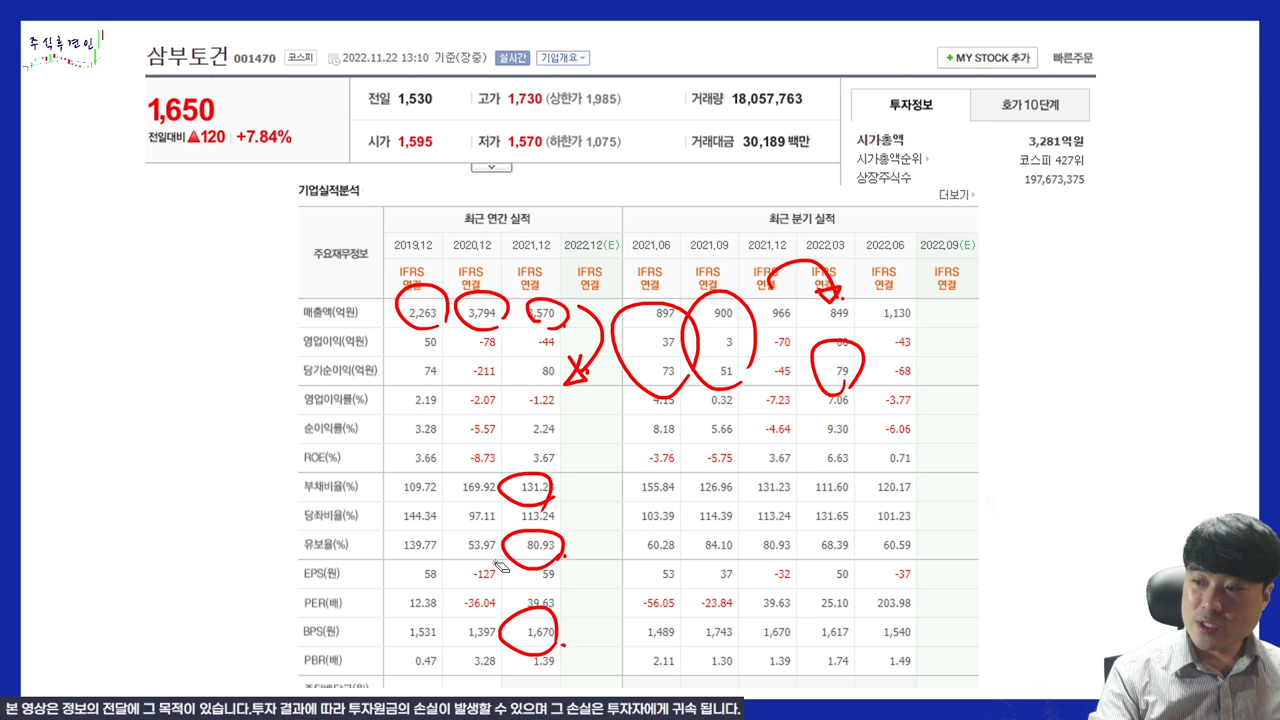 주식후견인
삼부토건 001470 코스피 2022.11.22 13:10 기준(장중) 실시간 기업개요
+ MY STOCK 추가 빠른주문
1,650
전일대비 ▲120 +7.84%
전일 1,530 고가 1,730 (상한가 1,985) 거래량 18,057,763
시가 1,595 저가 1,570 (하한가 1,075) 거래대금 30,189 백만
투자정보 호가 10단계
시가총액 3,281억원
시가총액순위 코스피 427위
상장주식수 197,673,375
기업실적분석 더보기
주요재무정보 최근 연간 실적 최근 분기 실적
2019.12 2020.12 2021.12 2022.12(E) 2021.06 2021.09 2021.12 2022.03 2022.06 2022.09(E)
IFRS IFRS IFRS IFRS IFRS IFRS IFRS IFRS IFRS IFRS
연결 연결 연결 연결 연결 연결 연결 연결 연결 연결
매출액(억원) 2,263 3,794 3,570 897 900 966 849 1,130
영업이익(억원) 50 -78 -44 37 3 -70 -43
당기순이익(억원) 74 -211 80 73 51 -45 79 -68
영업이익률(%) 2.19 -2.07 -1.22 4.15 0.32 -7.23 7.06 -3.77
순이익률(%) 3.28 -5.57 2.24 8.18 5.66 -4.64 9.30 -6.06
ROE(%) 3.66 -8.73 3.67 -3.76 -5.75 3.67 6.63 0.71
부채비율(%) 109.72 169.92 131.23 155.84 126.96 131.23 111.60 120.17
당좌비율(%) 144.34 97.11 113.24 103.39 114.39 113.24 131.65 101.23
유보율(%) 139.77 53.97 80.93 60.28 84.10 80.93 68.39 60.59
EPS(원) 58 -127 59 53 37 -32 50 -37
PER(배) 12.38 -36.04 39.63 -56.05 -23.84 39.63 25.10 203.98
BPS(원) 1,531 1,397 1,670 1,489 1,743 1,670 1,617 1,540
PBR(배) 0.47 3.28 1.39 2.11 1.30 1.39 1.74 1.49
본 영상은 정보의 전달에 그 목적이 있습니다.투자 결과에 따라 투자원금의 손실이 발생할 수 있으며 그 손실은 투자자에게 귀속 됩니다.